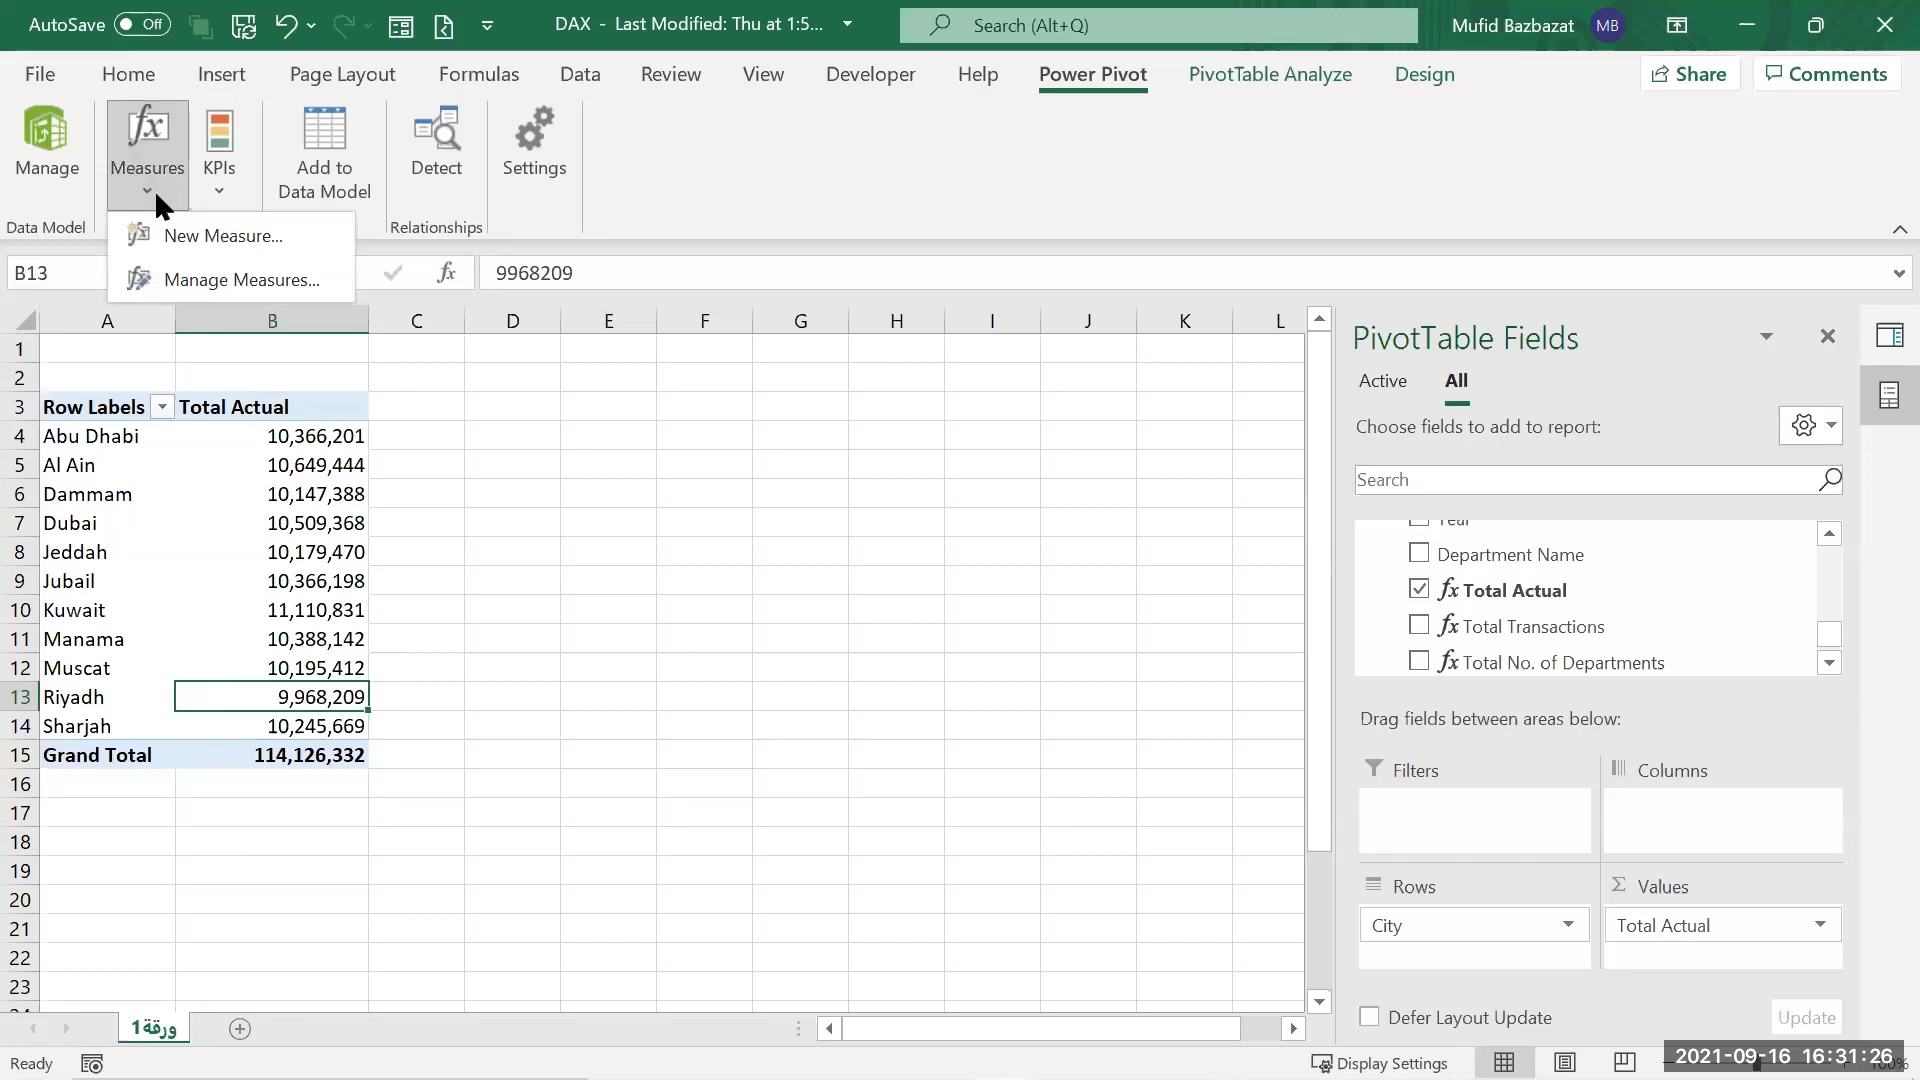 AutoSave Off
DAX - Last Modified: Thu at 1:5...
Search (Alt+Q)
Mufid Bazbazat MB
File Home Insert Page Layout Formulas Data Review View Developer Help Power Pivot PivotTable Analyze Design Share Comments
Manage Measures KPIs Add to Data Model Detect Settings
Data Model Relationships
New Measure...
Manage Measures...
B13 fx 9968209
A B C D E F G H I J K L
1
2
3 Row Labels Total Actual
4 Abu Dhabi 10,366,201
5 Al Ain 10,649,444
6 Dammam 10,147,388
7 Dubai 10,509,368
8 Jeddah 10,179,470
9 Jubail 10,366,198
10 Kuwait 11,110,831
11 Manama 10,388,142
12 Muscat 10,195,412
13 Riyadh 9,968,209
14 Sharjah 10,245,669
15 Grand Total 114,126,332
16
17
18
19
20
21
22
23
PivotTable Fields
Active All
Choose fields to add to report:
Search
Year
Department Name
fx Total Actual
fx Total Transactions
fx Total No. of Departments
Drag fields between areas below:
Filters Columns
Rows Values
City Total Actual
Defer Layout Update Update
ورقة1
Ready Display Settings
2021-09-16 16:31:26